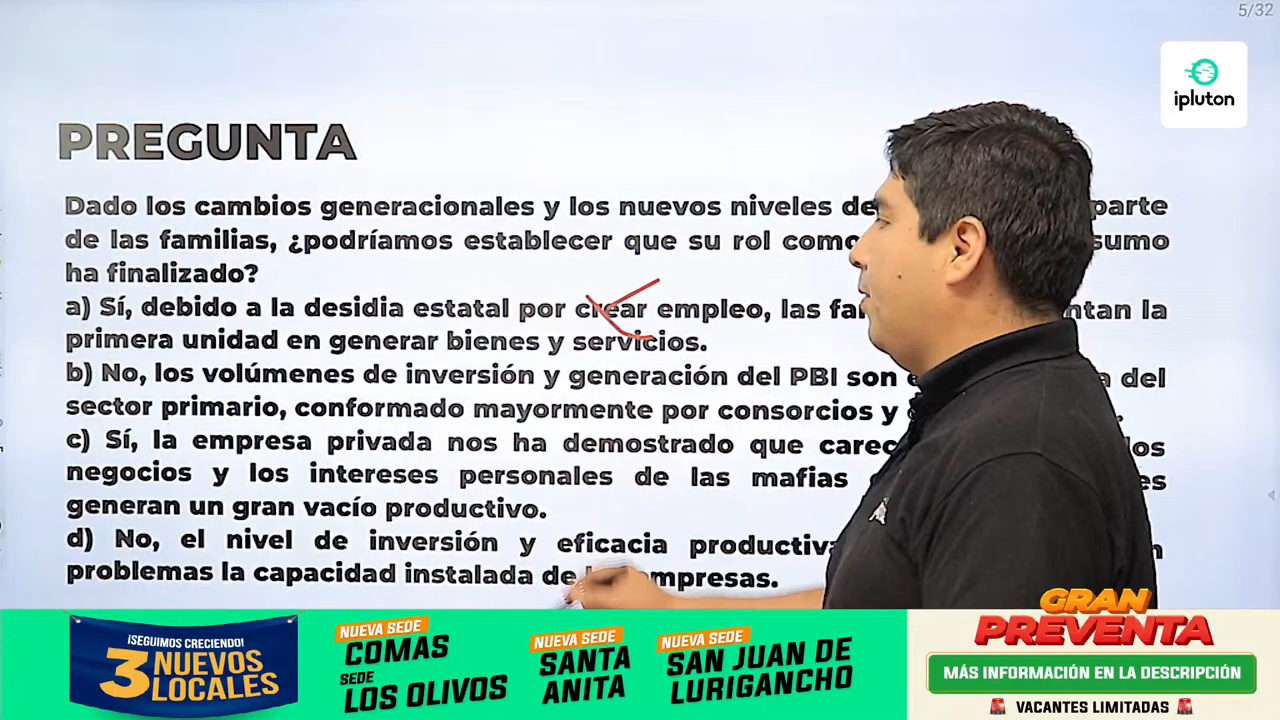 5/32
ipluton
PREGUNTA
Dado los cambios generacionales y los nuevos niveles de parte
de las familias, ¿podríamos establecer que su rol como sumo
ha finalizado?
a) Sí, debido a la desidia estatal por crear empleo, las la
primera unidad en generar bienes y servicios.
b) No, los volúmenes de inversión y generación del PBI son del
sector primario, conformado mayormente por consorcios y
c) Sí, la empresa privada nos ha demostrado que
negocios y los intereses personales de las mafias
generan un gran vacío productivo.
d) No, el nivel de inversión y eficacia
problemas la capacidad instalada de empresas.
¡SEGUIMOS CRECIENDO!
3 NUEVOS
LOCALES
NUEVA SEDE
COMAS
SEDE
LOS OLIVOS
NUEVA SEDE
SANTA
ANITA
NUEVA SEDE
SAN JUAN DE
LURIGANCHO
GRAN
PREVENTA
MÁS INFORMACIÓN EN LA DESCRIPCIÓN
VACANTES LIMITADAS